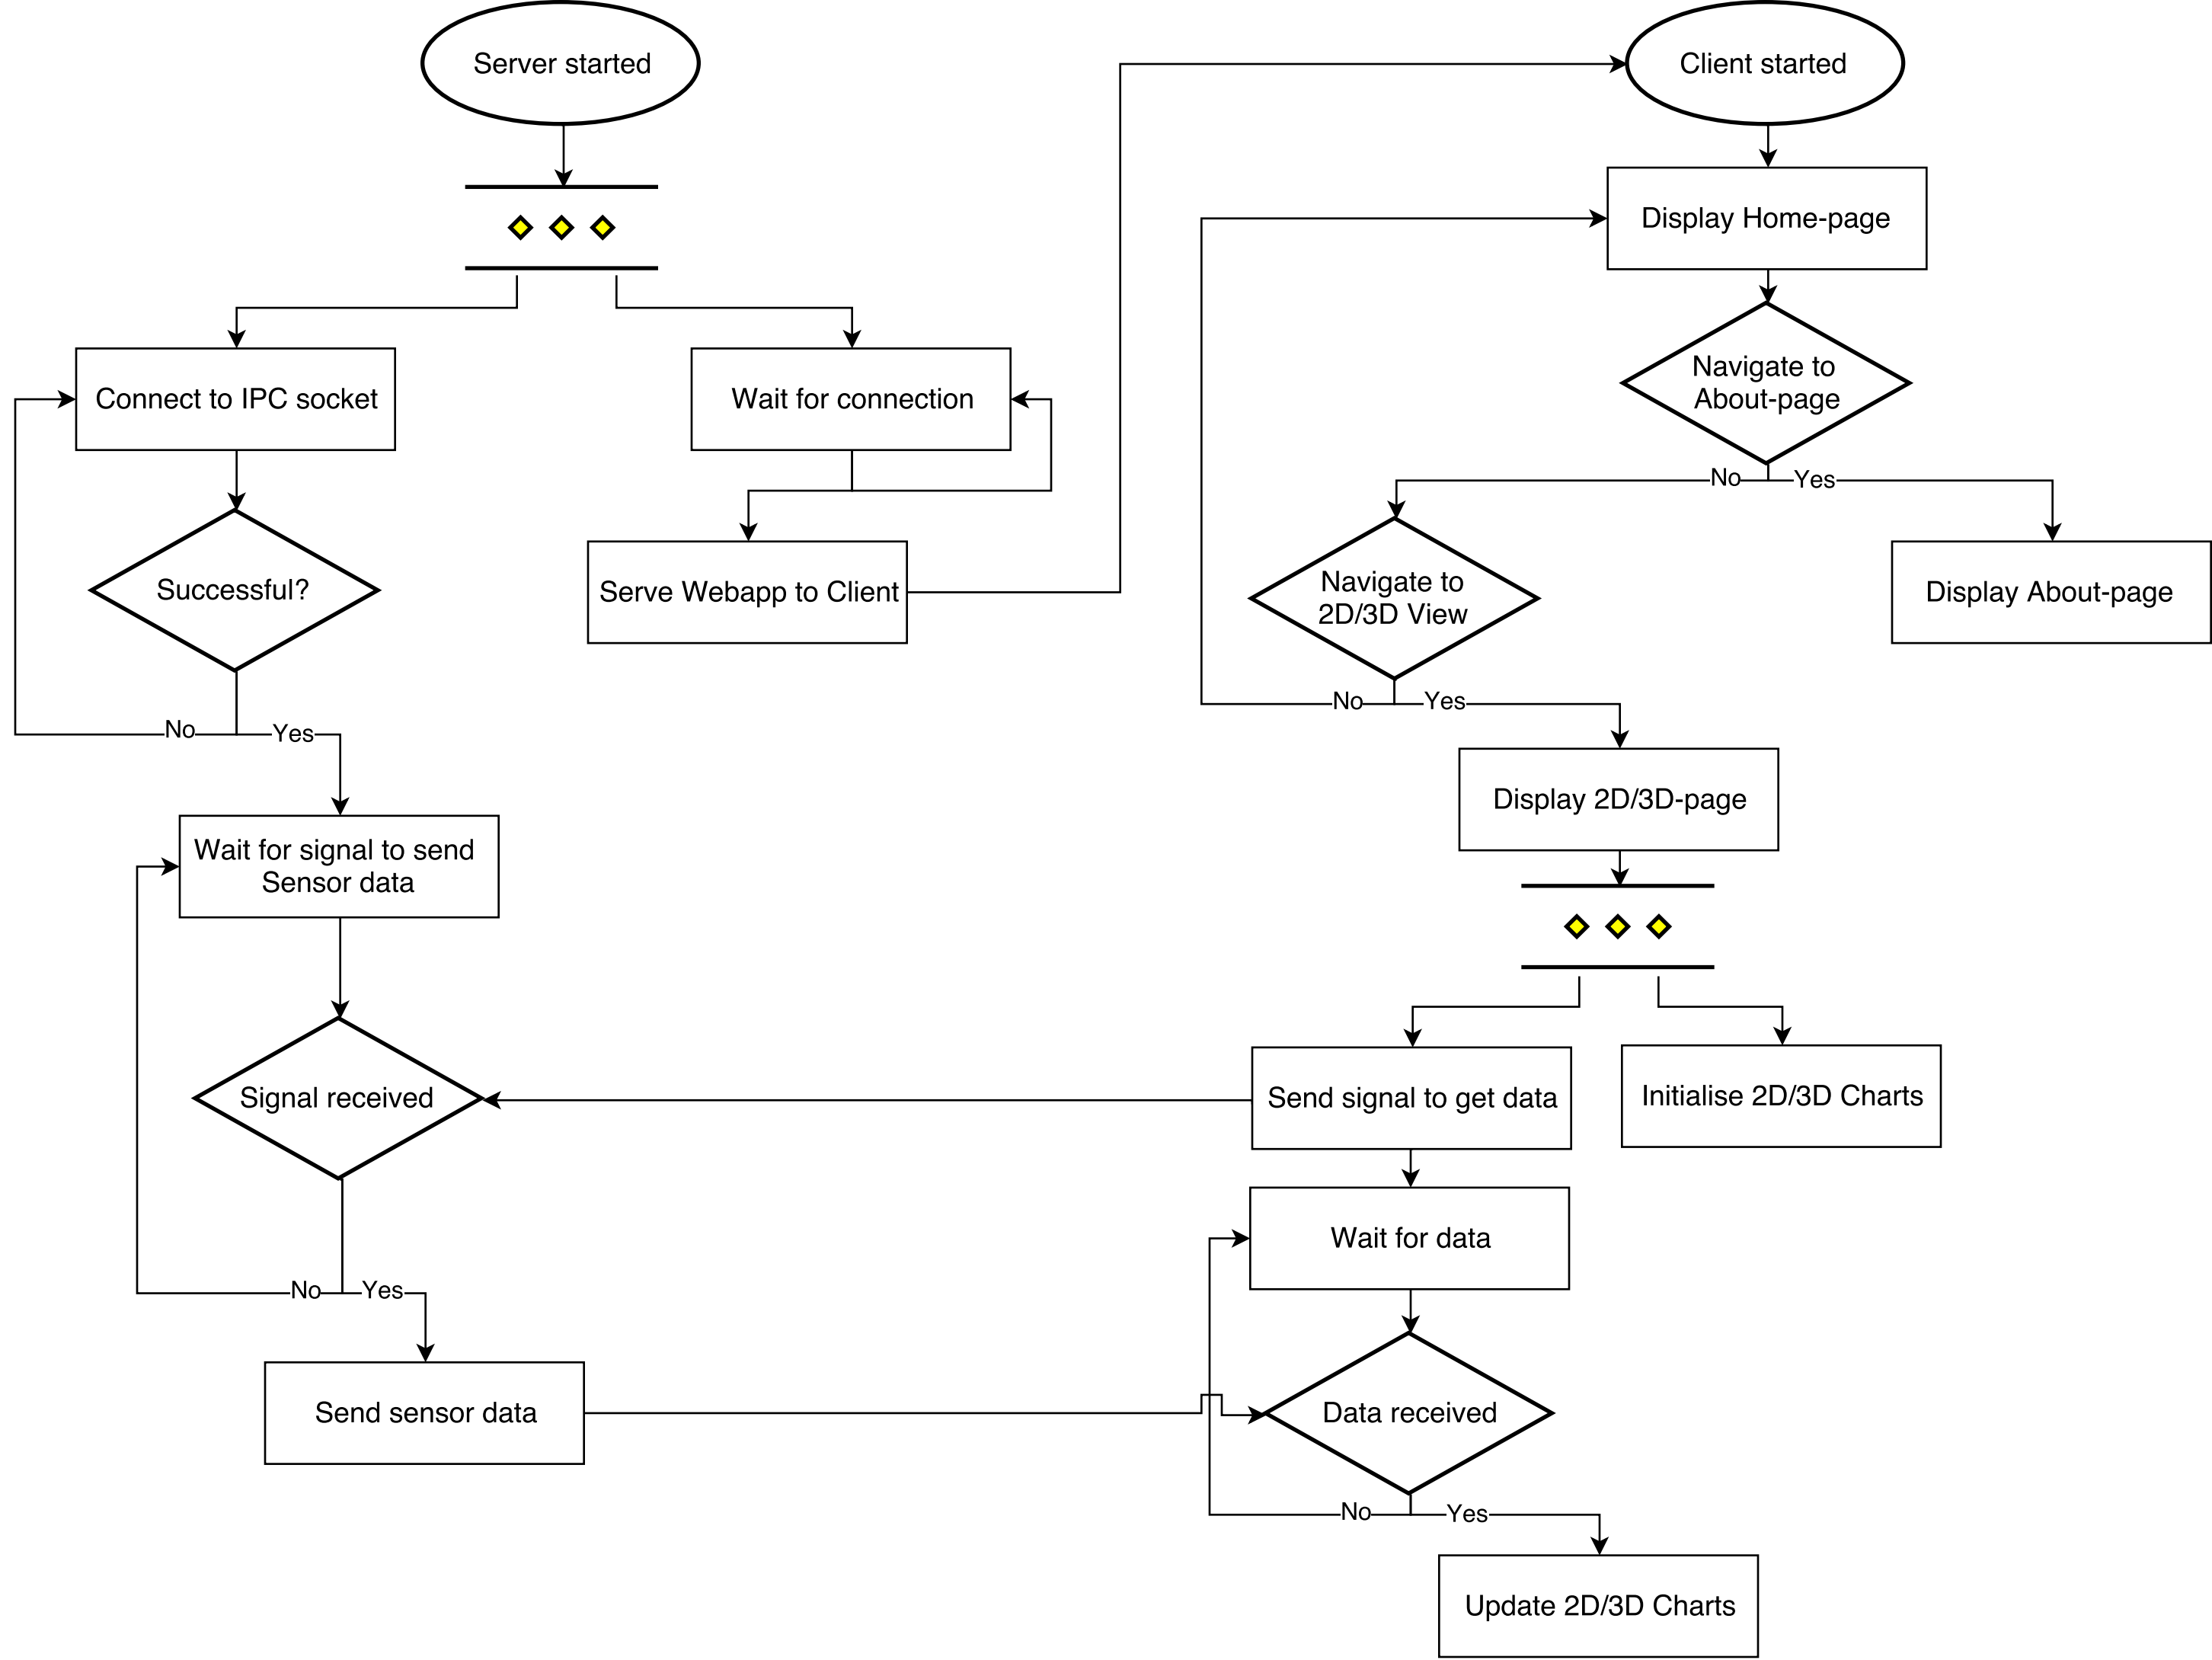 Server started
Client started
Display Home-page
Navigate to
About-page
Connect to IPC socket
Wait for connection
No
Yes
Successful?
Serve Webapp to Client
Navigate to
2D/3D View
Display About-page
No
Yes
No
Yes
Display 2D/3D-page
Wait for signal to send
Sensor data
Signal received
Send signal to get data
Initialise 2D/3D Charts
Wait for data
No
Yes
Send sensor data
Data received
No
Yes
Update 2D/3D Charts